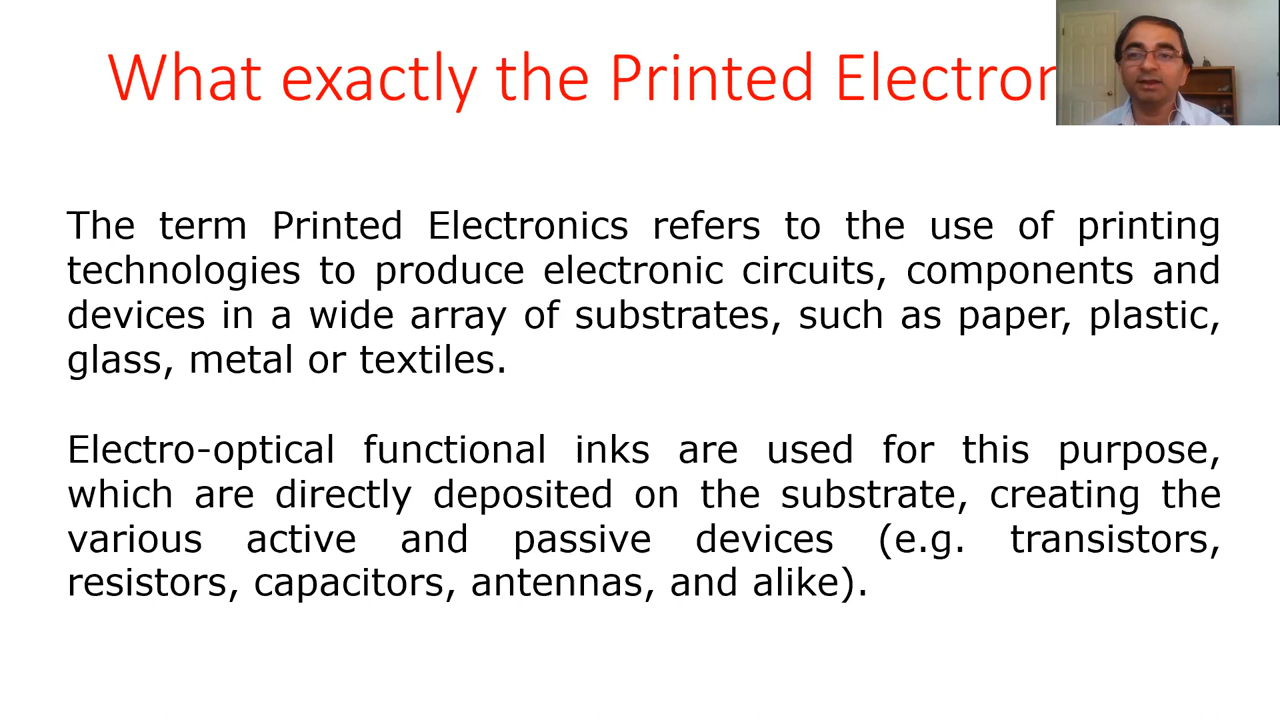 What exactly the Printed
The term Printed Electronics refers to the use of printing
technologies to produce electronic circuits, components and
devices in a wide array of substrates, such as paper, plastic,
glass, metal or textiles.
Electro-optical functional inks are used for this purpose,
which are directly deposited on the substrate, creating the
various active and passive devices (e.g. transistors,
resistors, capacitors, antennas, and alike).